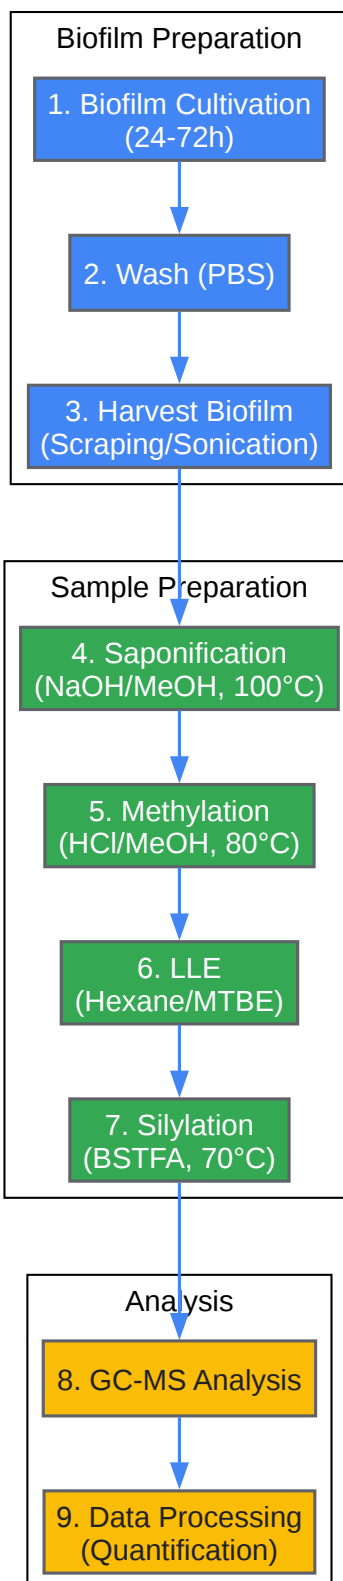 Biofilm Preparation
1. Biofilm Cultivation
(24-72h)
2. Wash (PBS)
3. Harvest Biofilm
(Scraping/Sonication)
Sample Preparation
4. Saponification
(NaOH/MeOH, 100°C)
5. Methylation
(HCl/MeOH, 80°C)
6. LLE
(Hexane/MTBE)
7. Silylation
(BSTFA, 70°C)
Analysis
8. GC-MS Analysis
9. Data Processing
(Quantification)